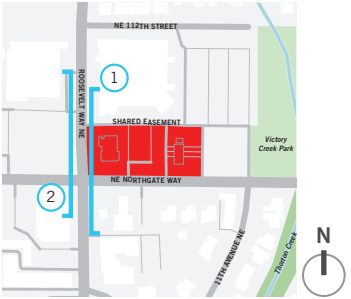 NE 112TH STREET
ROOSEVELT WAY NE
1
SHARED EASEMENT
Victory
Creek Park
NE NORTHGATE WAY
2
11TH AVENUE NE
Thorton Creek
N